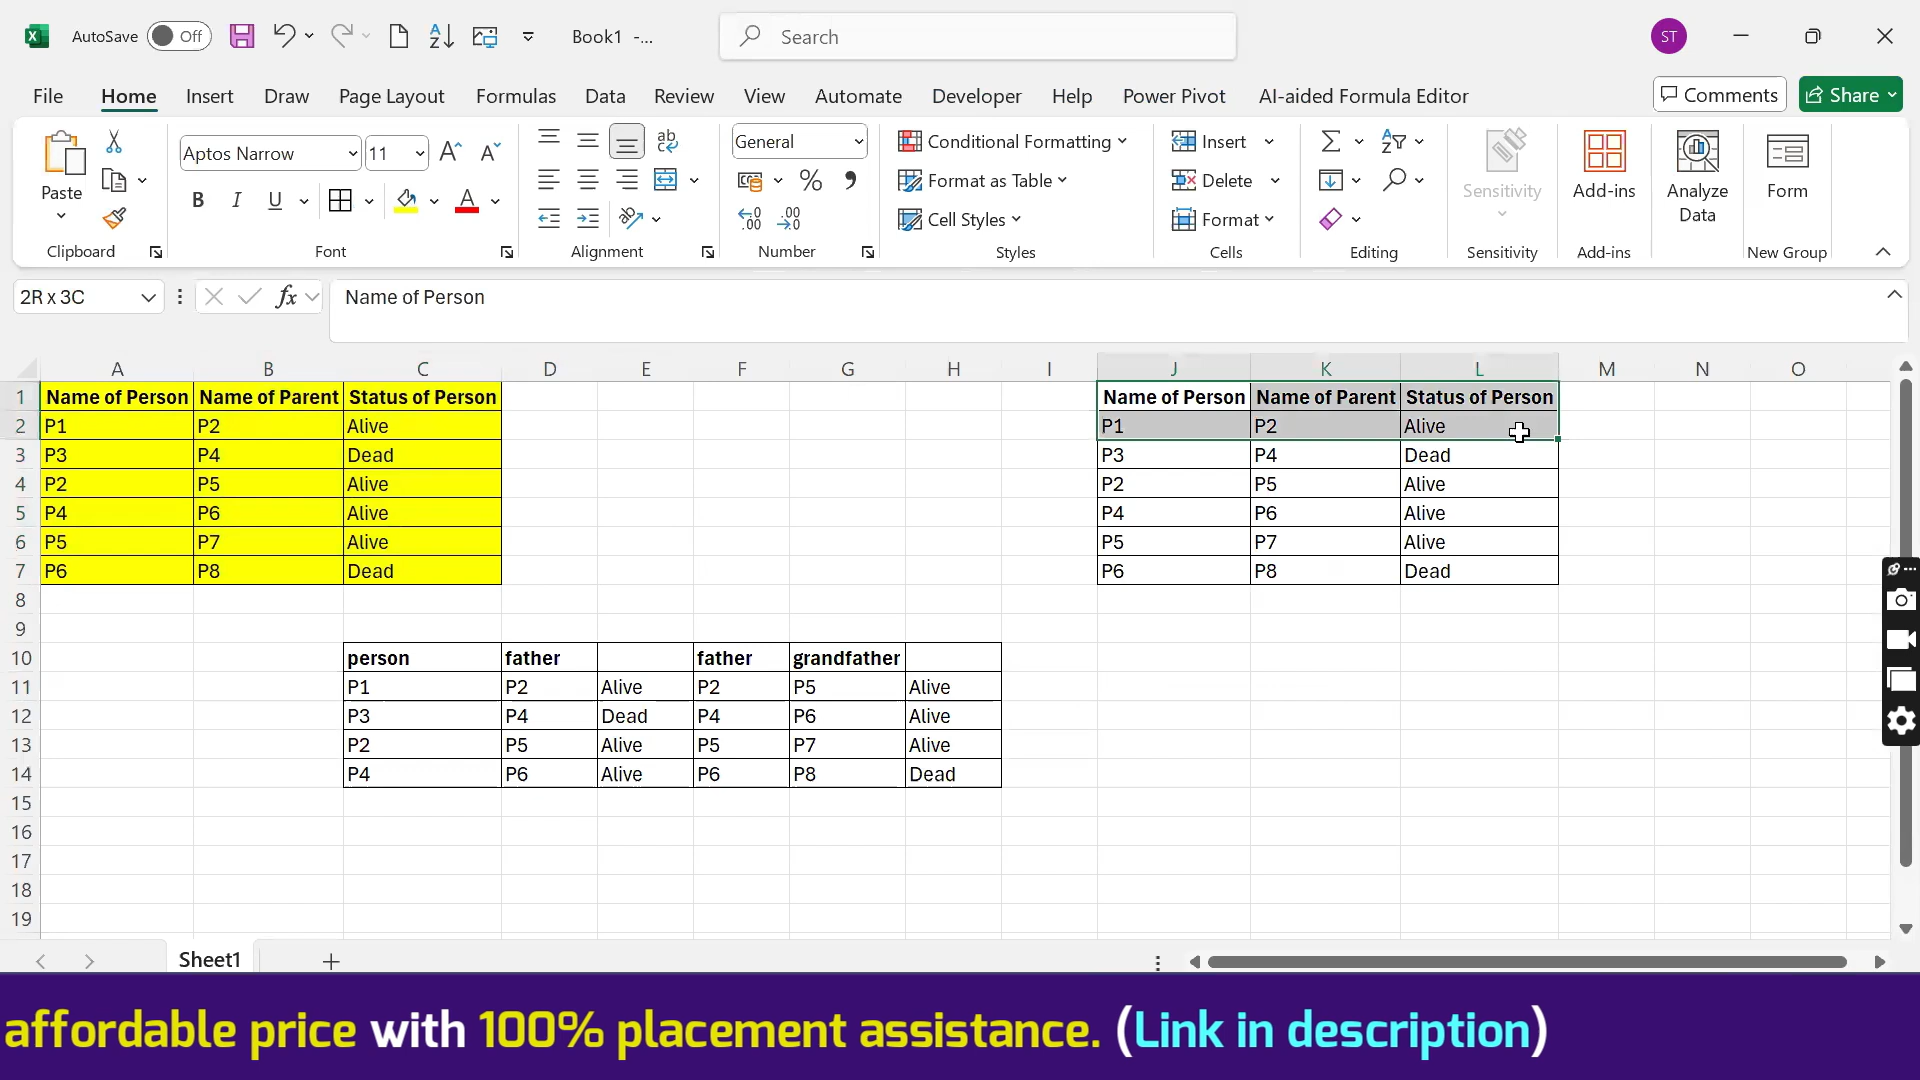 AutoSave Off Book1 -... Search ST
File Home Insert Draw Page Layout Formulas Data Review View Automate Developer Help Power Pivot AI-aided Formula Editor Comments Share
Paste
Aptos Narrow 11 General
B I U
Conditional Formatting
Format as Table
Cell Styles
Insert
Delete
Format
Sensitivity
Add-ins
Analyze Data
Form
Clipboard Font Alignment Number Styles Cells Editing Sensitivity Add-ins New Group
2R x 3C fx Name of Person
A B C D E F G H I J K L M N O
1 Name of Person Name of Parent Status of Person Name of Person Name of Parent Status of Person
2 P1 P2 Alive P1 P2 Alive
3 P3 P4 Dead P3 P4 Dead
4 P2 P5 Alive P2 P5 Alive
5 P4 P6 Alive P4 P6 Alive
6 P5 P7 Alive P5 P7 Alive
7 P6 P8 Dead P6 P8 Dead
8
9
10 person father father grandfather
11 P1 P2 Alive P2 P5 Alive
12 P3 P4 Dead P4 P6 Alive
13 P2 P5 Alive P5 P7 Alive
14 P4 P6 Alive P6 P8 Dead
15
16
17
18
19
Sheet1
affordable price with 100% placement assistance. (Link in description)